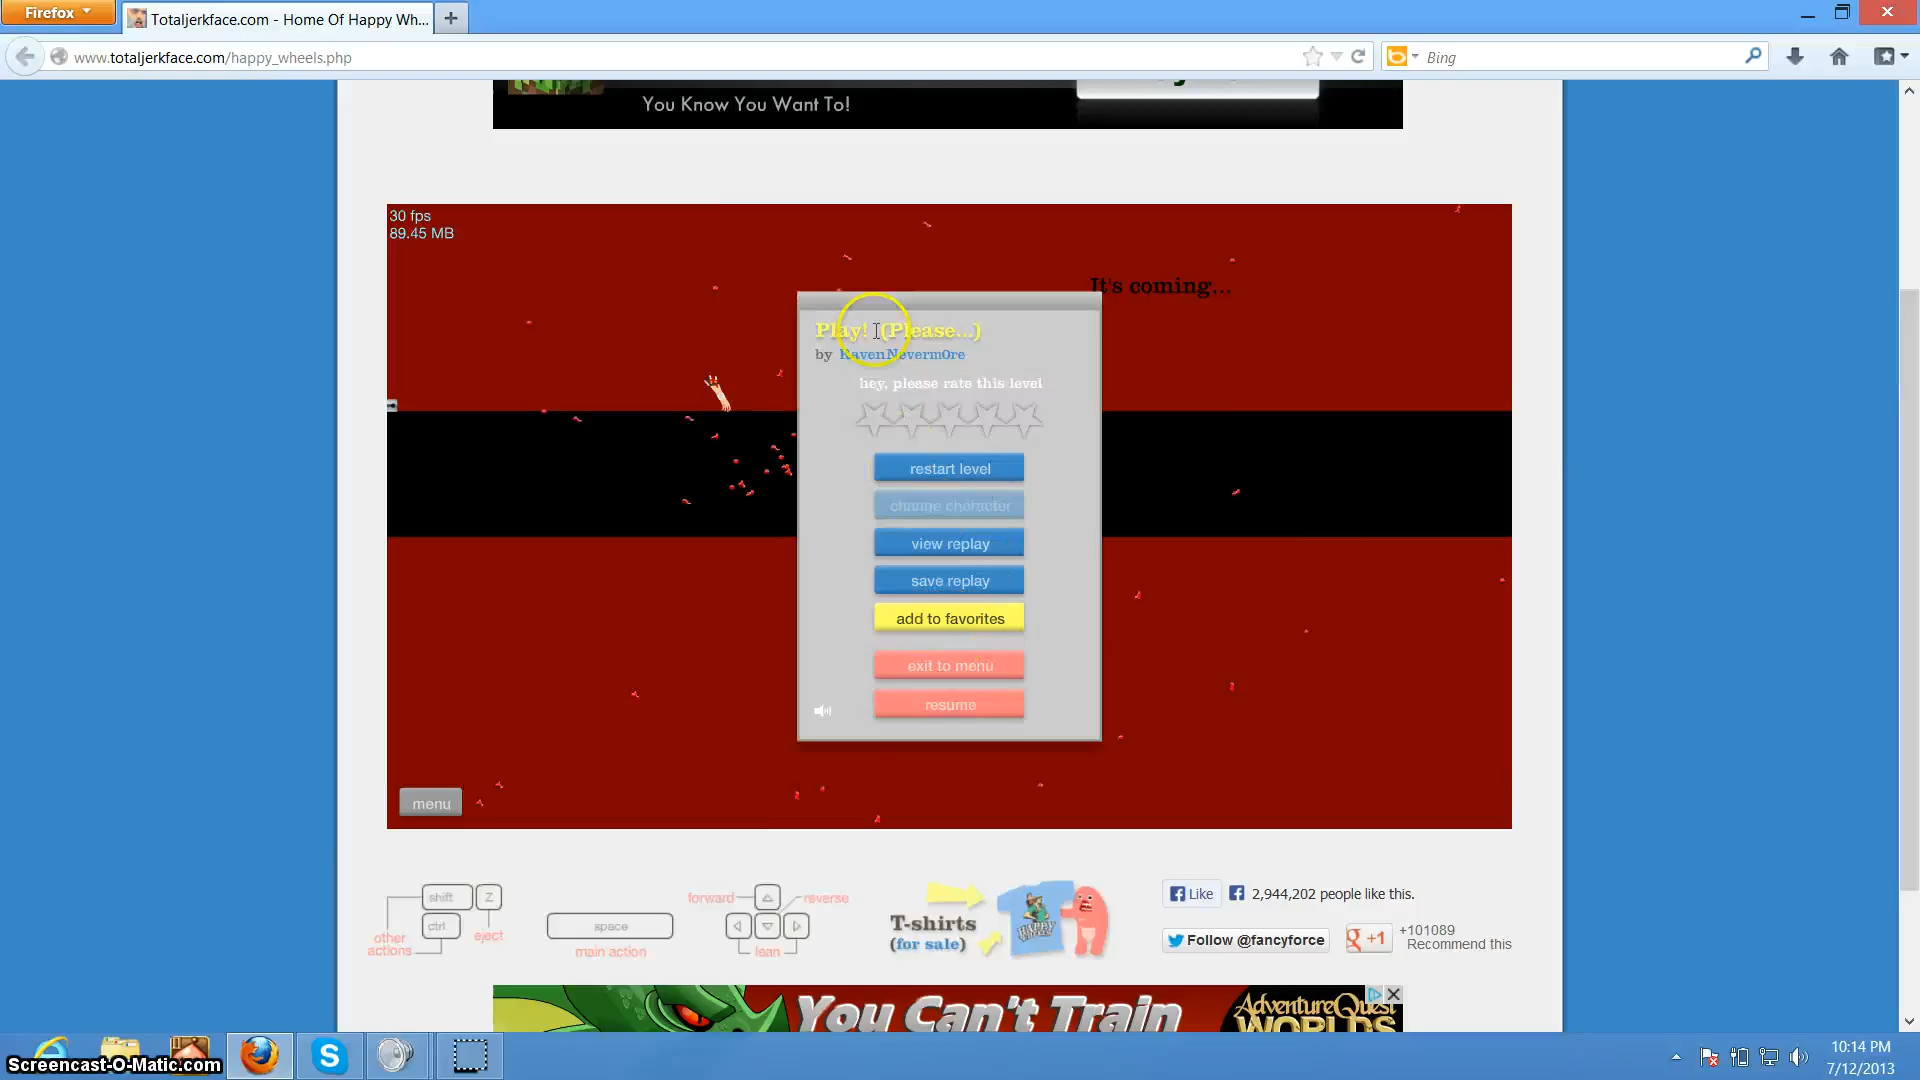 Firefox
Totaljerkface.com - Home Of Happy Wh...
www.totaljerkface.com/happy_wheels.php
Bing
You Know You Want To!
30 fps
89.45 MB
It's coming...
Play! (Please...)
by RavenNeverm0re
hey, please rate this level
restart level
change character
view replay
save replay
add to favorites
exit to menu
resume
menu
shift Z
ctrl
other actions
eject
space
main action
forward reverse
lean
T-shirts
(for sale)
HAPPY WHEELS
Like 2,944,202 people like this.
Follow @fancyforce
+1 +101089
Recommend this
You Can't Train
AdventureQuest
WORLDS
Screencast-O-Matic.com
10:14 PM
7/12/2013